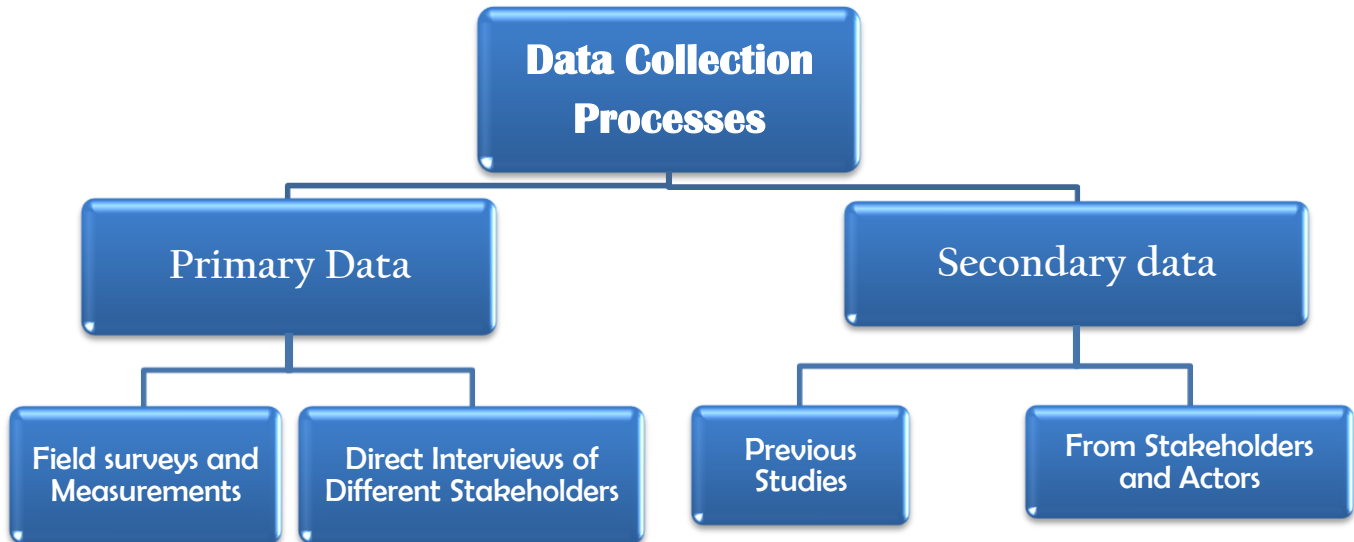 Data Collection
Processes
Primary Data
Secondary data
Field surveys and
Measurements
Direct Interviews of
Different Stakeholders
Previous
Studies
From Stakeholders
and Actors